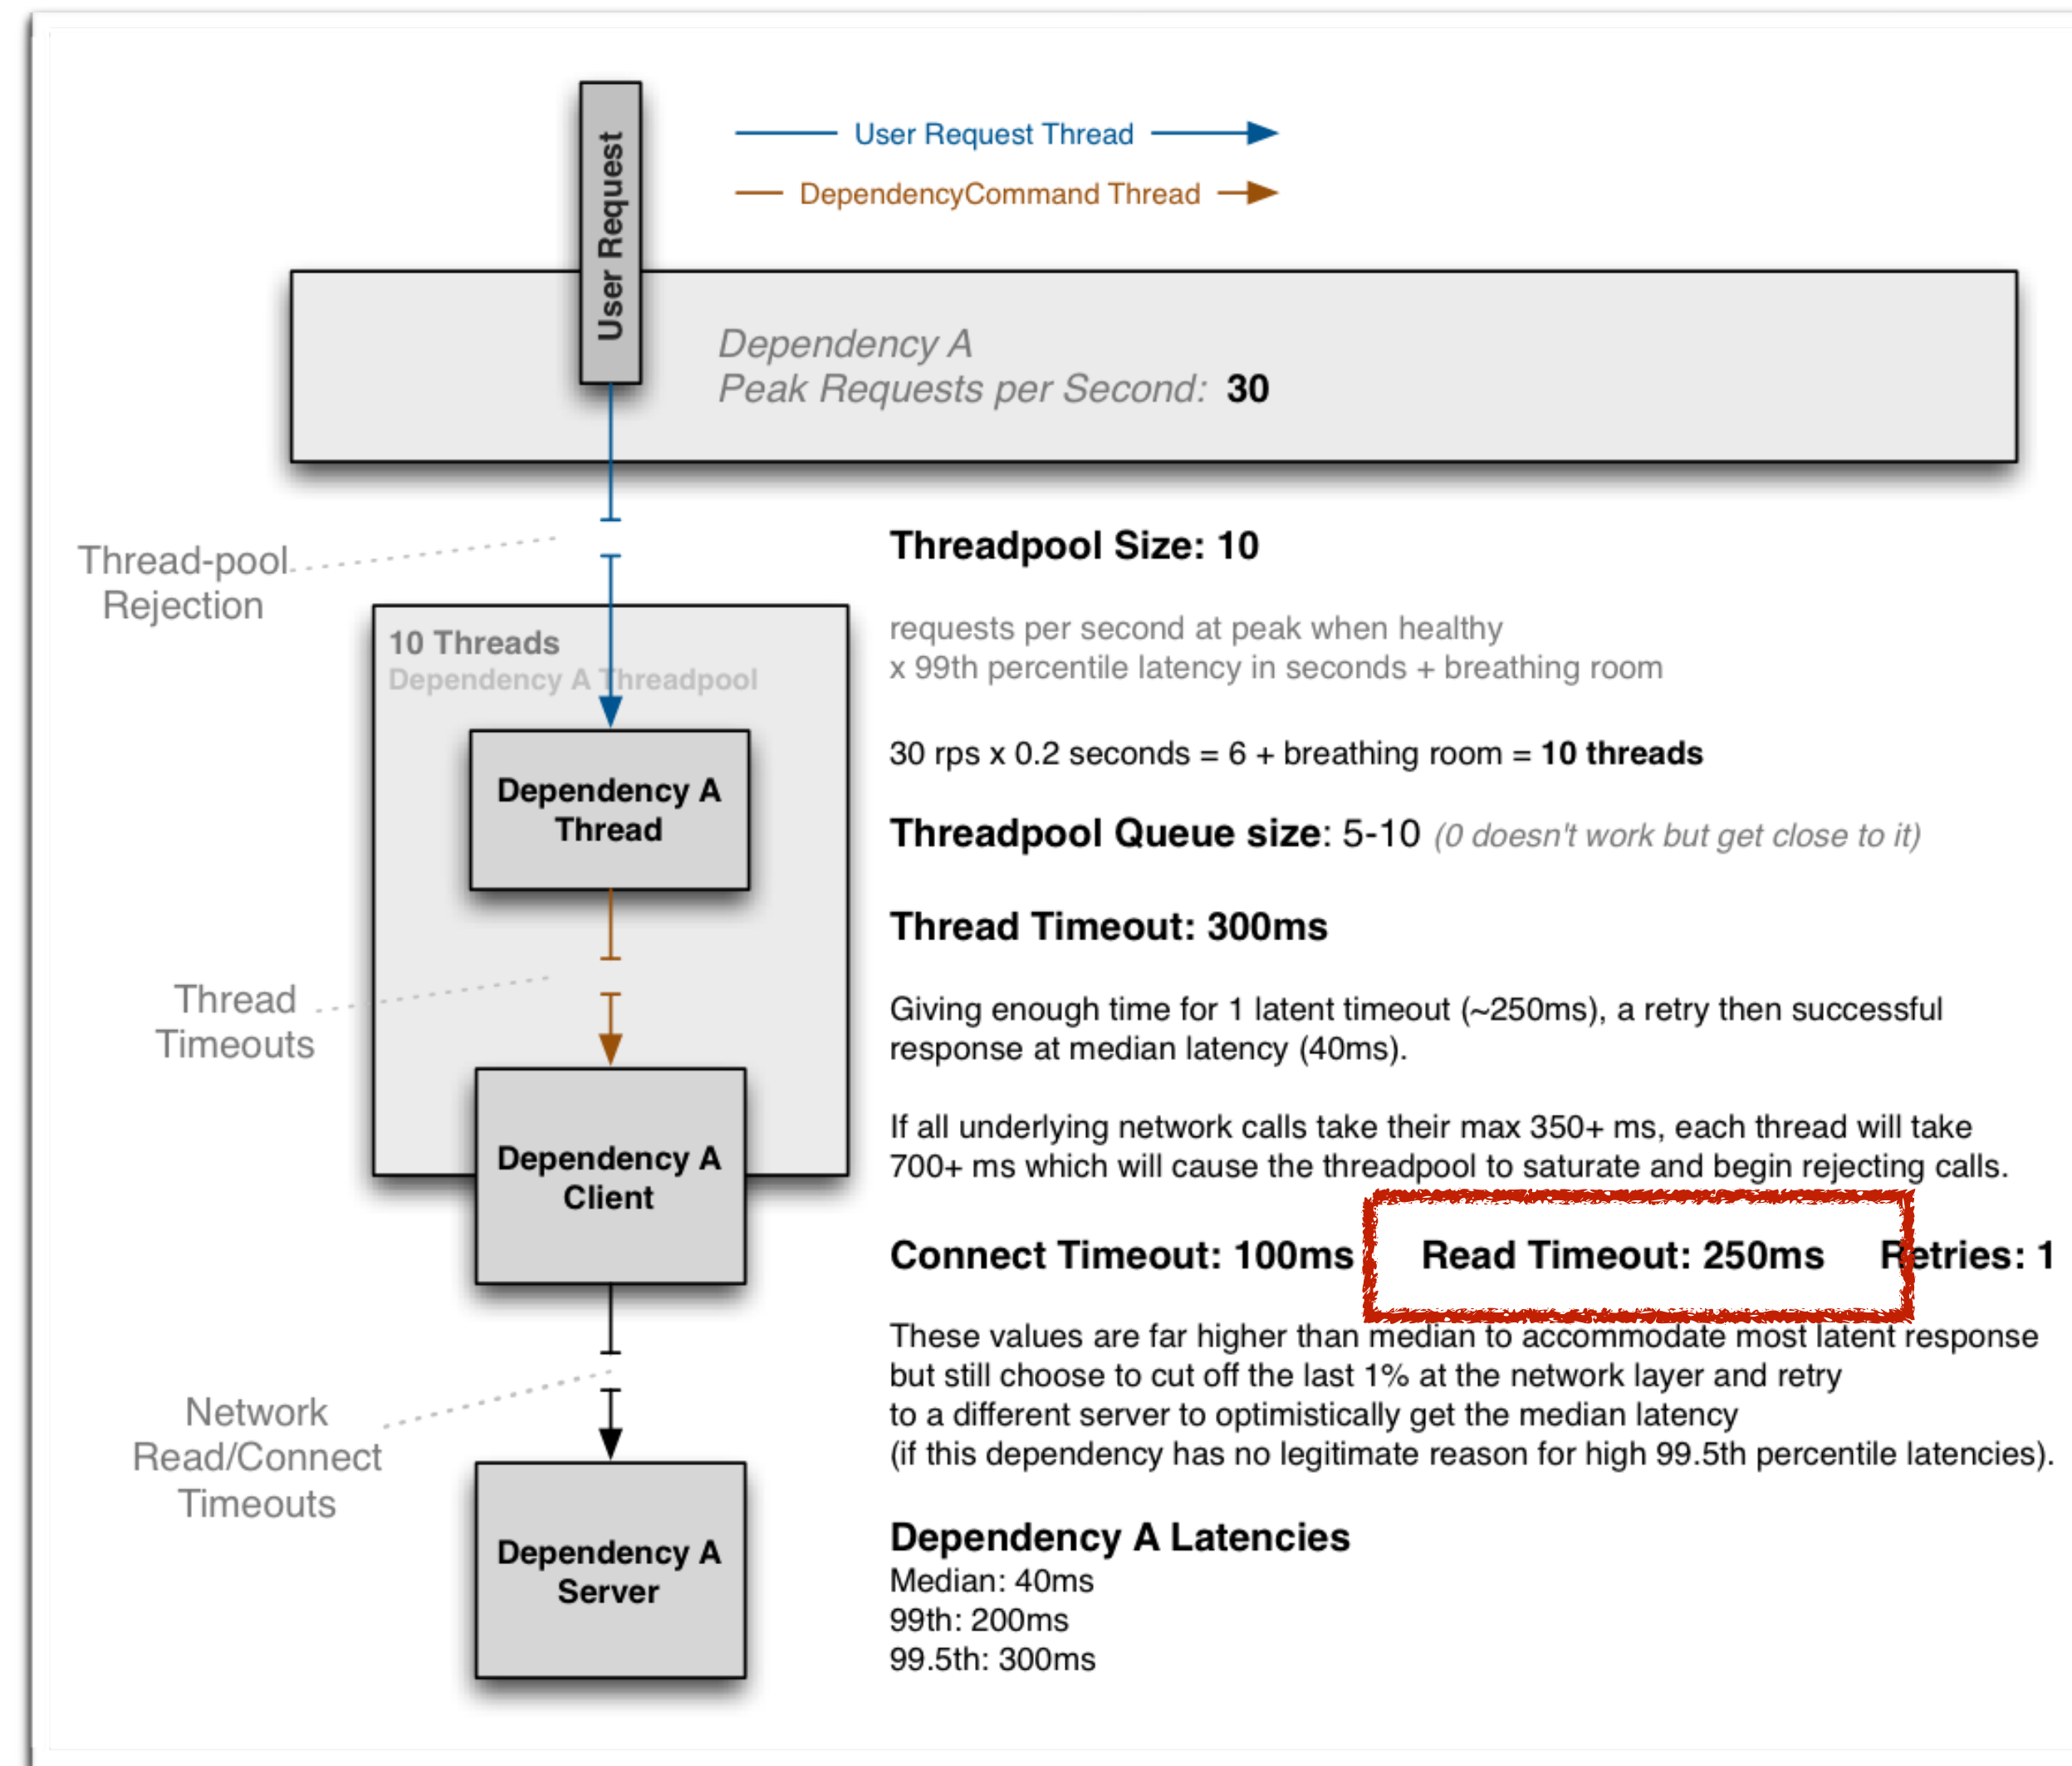 User Request
User Request Thread
DependencyCommand Thread
Dependency A
Peak Requests per Second: 30
Thread-pool
Rejection
10 Threads
Dependency A Threadpool
Dependency A
Thread
Thread
Timeouts
Dependency A
Client
Network
Read/Connect
Timeouts
Dependency A
Server
Threadpool Size: 10
requests per second at peak when healthy
x 99th percentile latency in seconds + breathing room
30 rps x 0.2 seconds = 6 + breathing room = 10 threads
Threadpool Queue size: 5-10 (0 doesn't work but get close to it)
Thread Timeout: 300ms
Giving enough time for 1 latent timeout (~250ms), a retry then successful
response at median latency (40ms).
If all underlying network calls take their max 350+ ms, each thread will take
700+ ms which will cause the threadpool to saturate and begin rejecting calls.
Connect Timeout: 100ms Read Timeout: 250ms Retries: 1
These values are far higher than median to accommodate most latent response
but still choose to cut off the last 1% at the network layer and retry
to a different server to optimistically get the median latency
(if this dependency has no legitimate reason for high 99.5th percentile latencies).
Dependency A Latencies
Median: 40ms
99th: 200ms
99.5th: 300ms